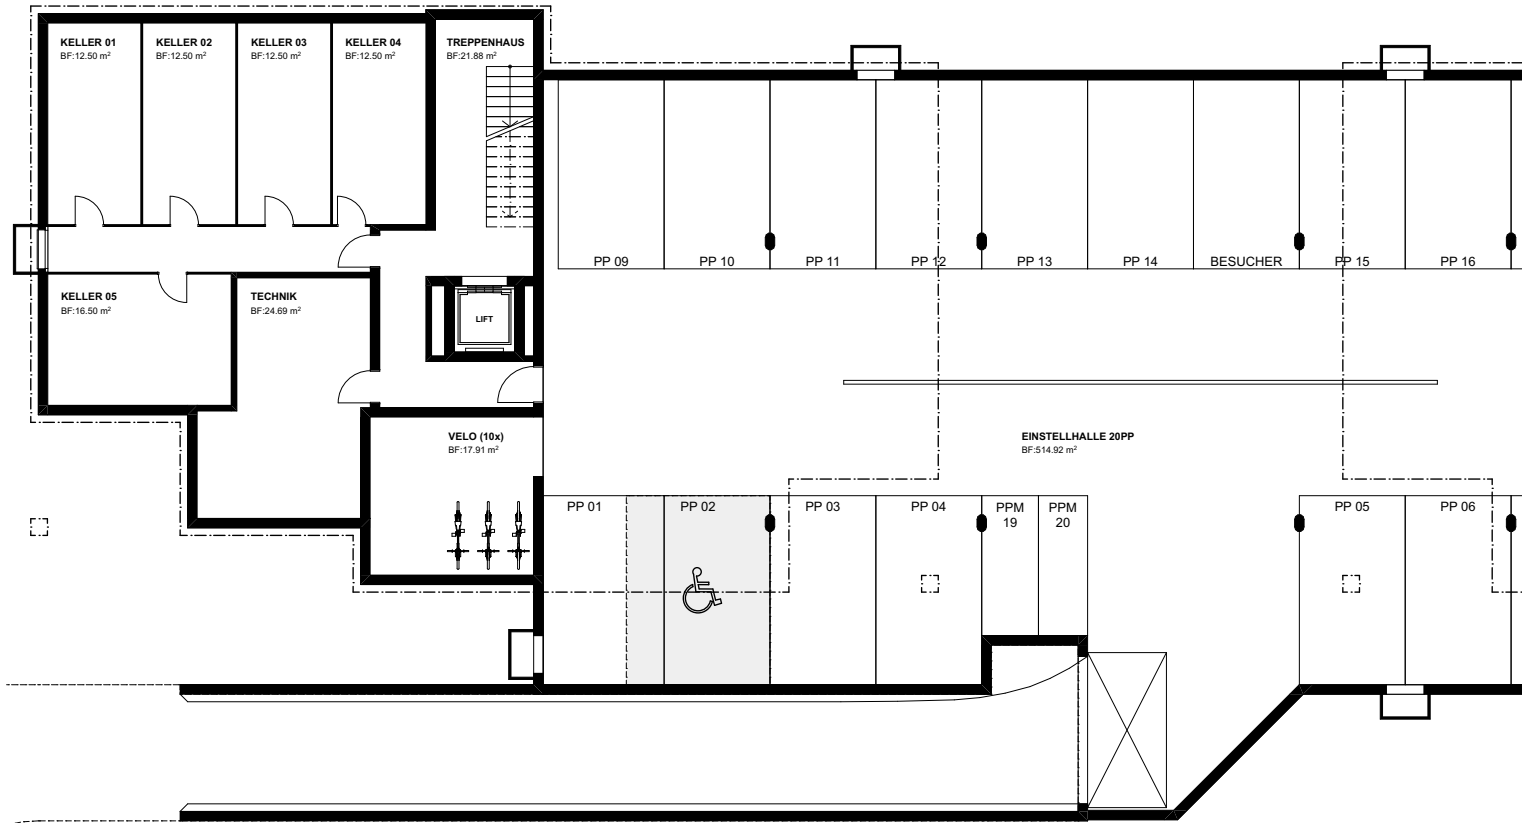 KELLER 01
BF:12.50 m²
KELLER 02
BF:12.50 m²
KELLER 03
BF:12.50 m²
KELLER 04
BF:12.50 m²
TREPPENHAUS
BF:21.88 m²
PP 09
PP 10
PP 11
PP 12
PP 13
PP 14
BESUCHER
PP 15
PP 16
KELLER 05
BF:16.50 m²
TECHNIK
BF:24.69 m²
LIFT
VELO (10x)
BF:17.91 m²
EINSTELLHALLE 20PP
BF:514.92 m²
PP 01
PP 02
PP 03
PP 04
PPM
19
PPM
20
PP 05
PP 06